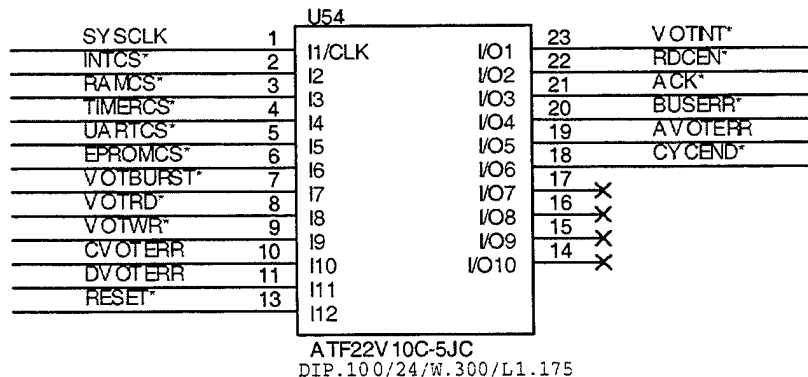 U54
SYSCLK 1 I1/CLK I/O1 23 VOTINT*
INTCS* 2 I2 I/O2 22 RDCEN*
RAMCS* 3 I3 I/O3 21 ACK*
TIMERCS* 4 I4 I/O4 20 BUSERR*
UARTCS* 5 I5 I/O5 19 AVOTERR
EPROMCS* 6 I6 I/O6 18 CYCEND*
VOTBURST* 7 I7 I/O7 17
VOTRD* 8 I8 I/O8 16
VOTWR* 9 I9 I/O9 15
CVOTERR 10 I10 I/O10 14
DVOTERR 11 I11
RESET* 13 I12
ATF22V10C-5JC
DIP.100/24/W.300/L1.175